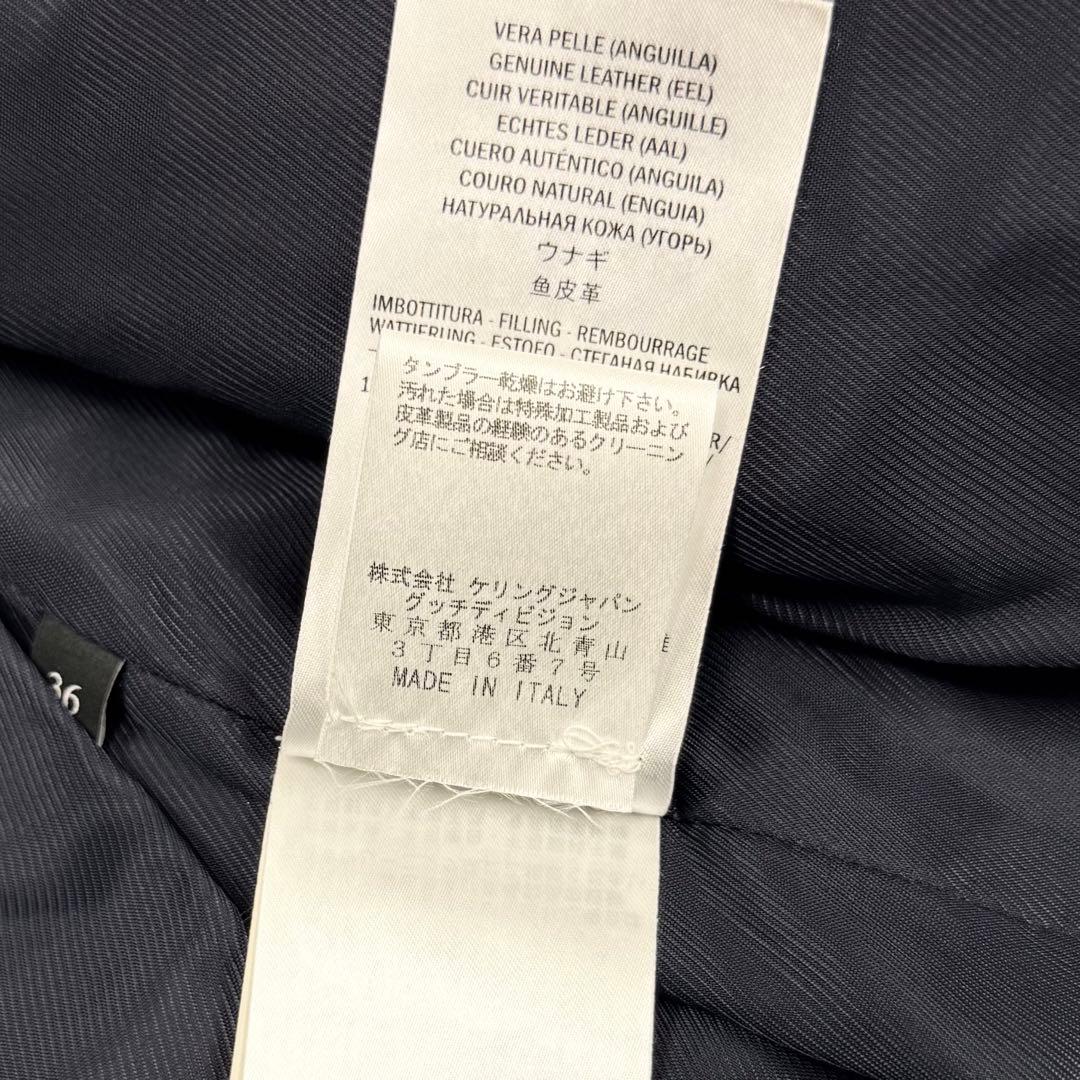 VERA PELLE (ANGUILLA)
GENUINE LEATHER (EEL)
CUIR VERITABLE (ANGUILLE)
ECHTES LEDER (AAL)
CUERO AUTÉNTICO (ANGUILA)
COURO NATURAL (ENGUIA)
НАТУРАЛЬНАЯ КОЖА (УГОРЬ)
ウナギ
鱼皮革
IMBOTTITURA - FILLING - REMBOURRAGE
WATTIERUNG - ESTOFO - СТЕГАНАЯ НАБИВКА
1
R/
ダンブラー乾燥はお避け下さい。
汚れた場合は特殊加工製品および
皮革製品の経験のあるクリーニン
グ店にご相談ください。
株式会社 ケリングジャパン
グッチディビジョン
東京都港区北青山
3丁目6番7号
MADE IN ITALY
E
36